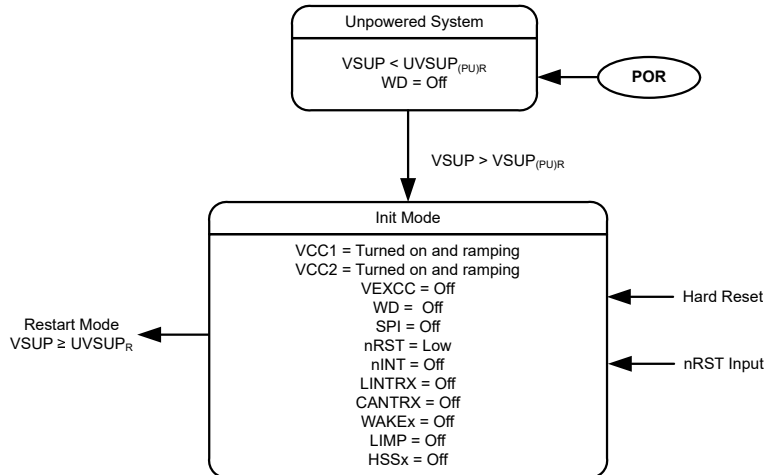 Unpowered System
VSUP < UVSUP(PU)R
WD = Off
POR
VSUP > VSUP(PU)R
Init Mode
VCC1 = Turned on and ramping
VCC2 = Turned on and ramping
VEXCC = Off
WD =  Off
SPI = Off
nRST = Low
nINT = Off
LINTRX = Off
CANTRX = Off
WAKEx = Off
LIMP = Off
HSSx = Off
Restart Mode
VSUP ≥ UVSUPR
Hard Reset
nRST Input